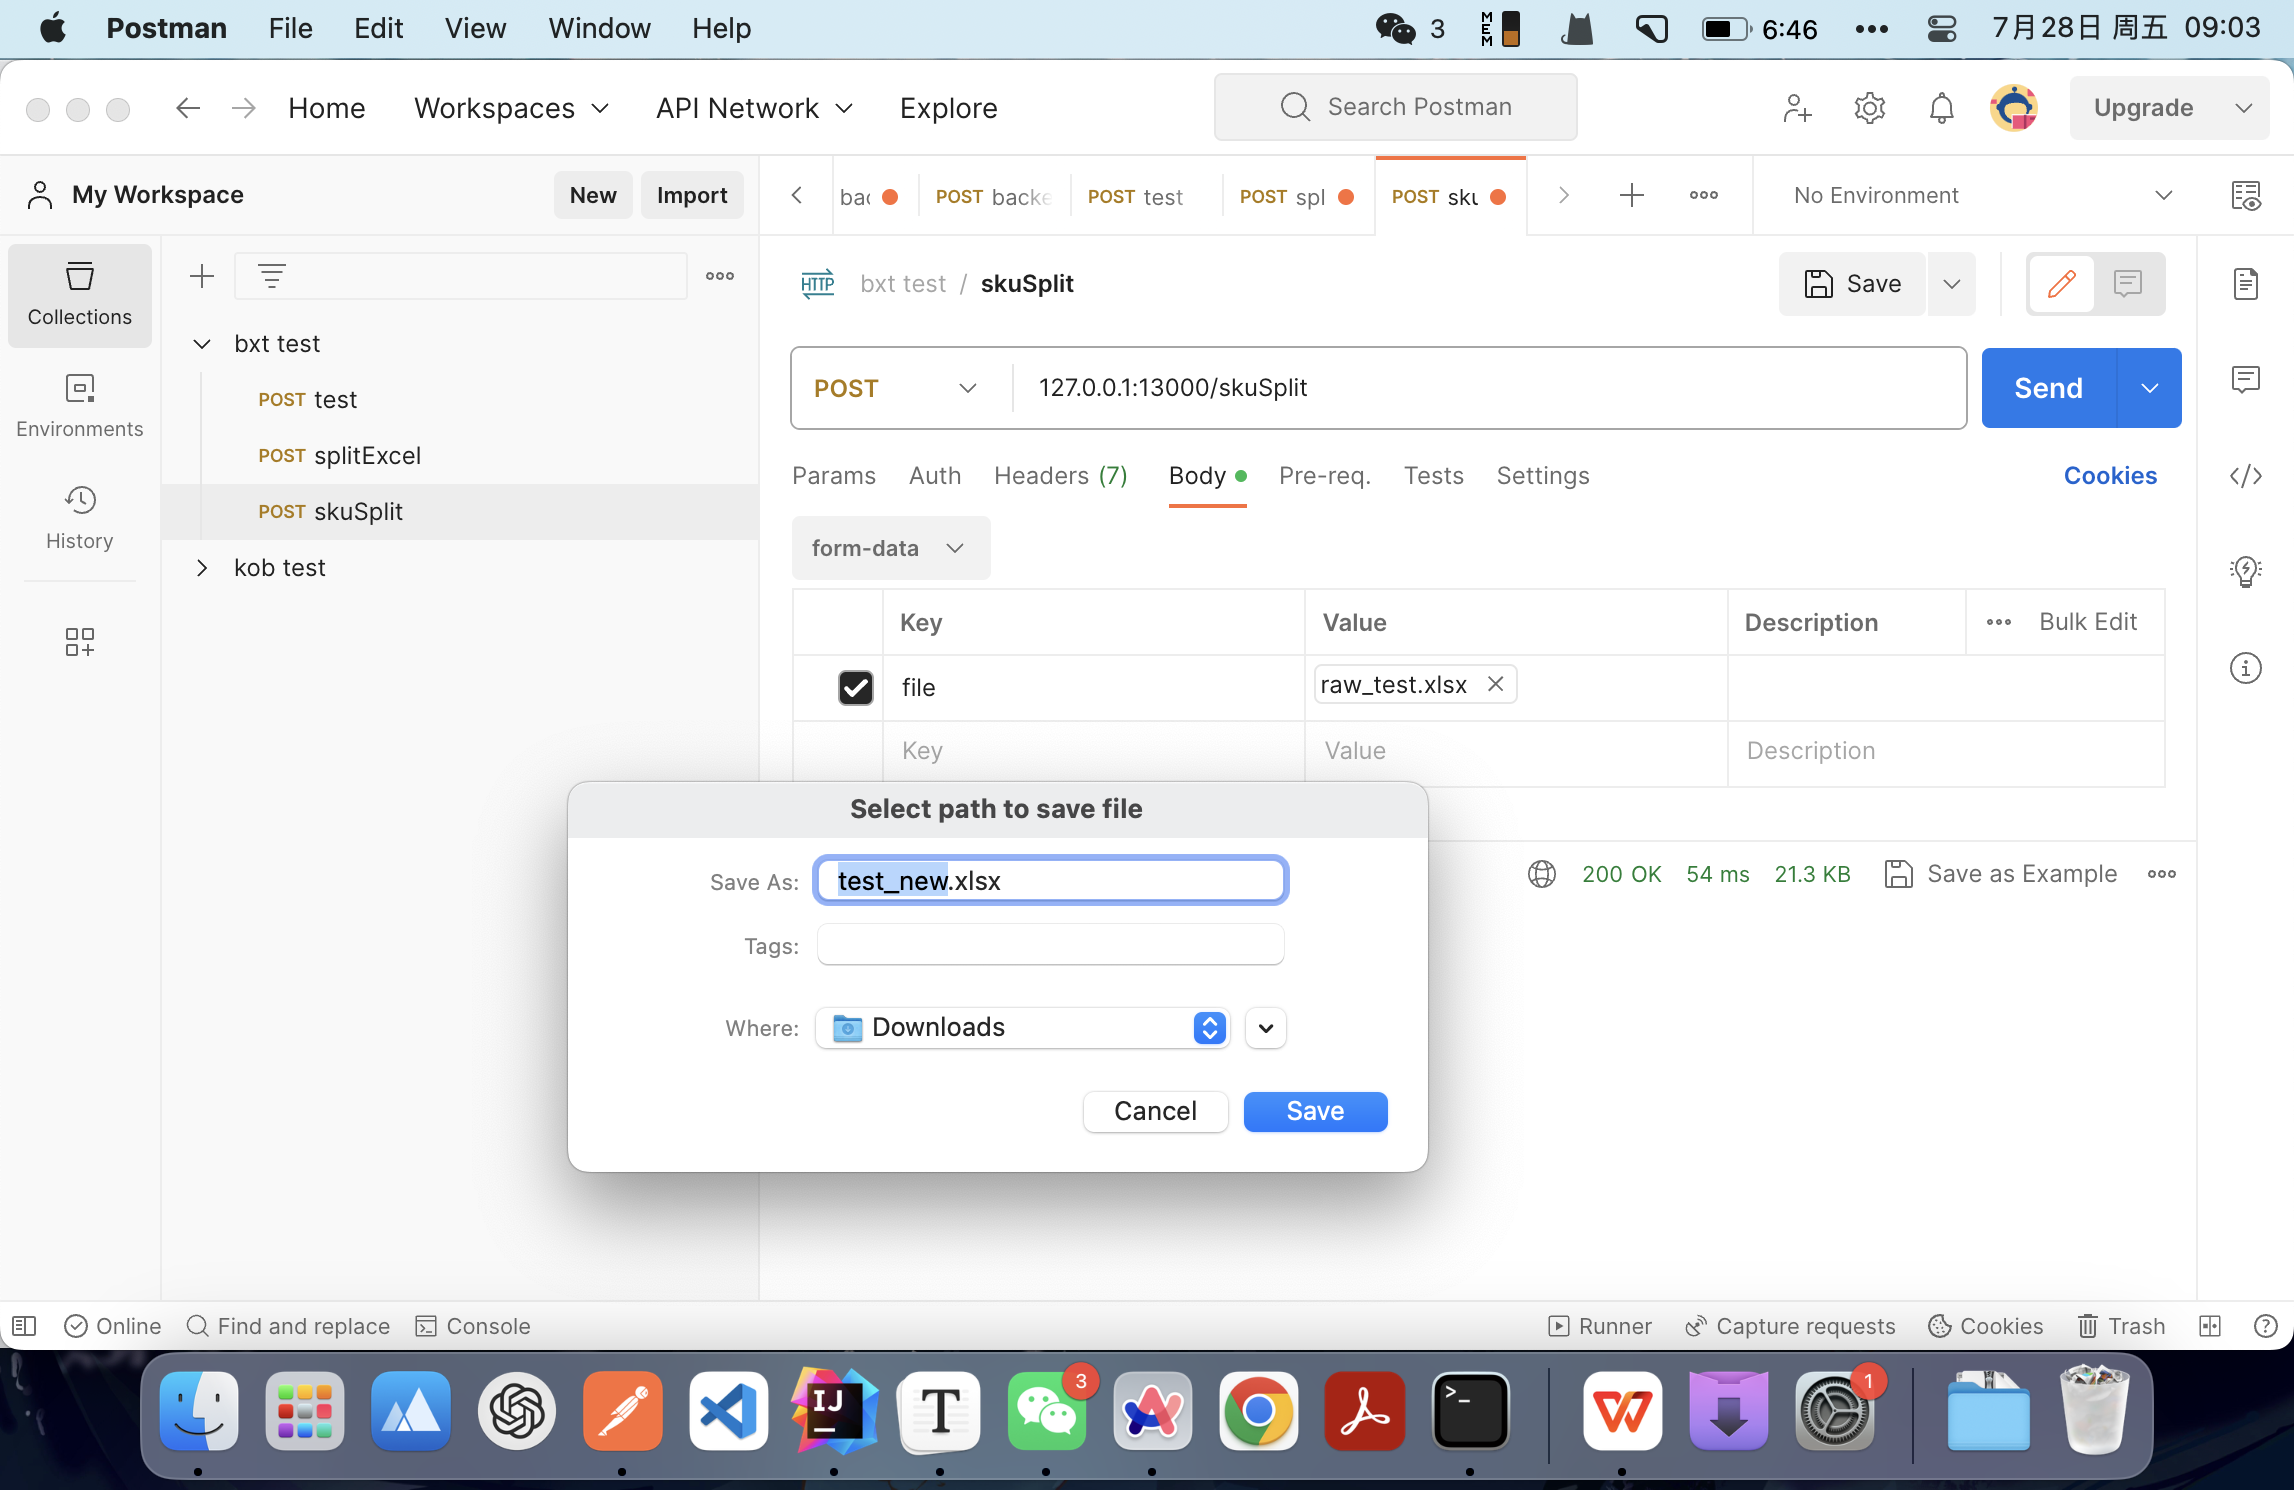 Postman File Edit View Window Help 3 MEM 6:46 7月28日 周五 09:03
Home Workspaces API Network Explore Search Postman Upgrade
My Workspace New Import POST backe POST test POST spl POST sku No Environment
Collections
Environments
History
bxt test
POST test
POST splitExcel
POST skuSplit
kob test
HTTP bxt test / skuSplit Save
POST 127.0.0.1:13000/skuSplit Send
Params Auth Headers (7) Body Pre-req. Tests Settings Cookies
form-data
Key Value Description Bulk Edit
file raw_test.xlsx
Key Value Description
200 OK 54 ms 21.3 KB Save as Example
Select path to save file
Save As: test_new.xlsx
Tags:
Where: Downloads
Cancel Save
Online Find and replace Console Runner Capture requests Cookies Trash
IJ T 3 >_ 1